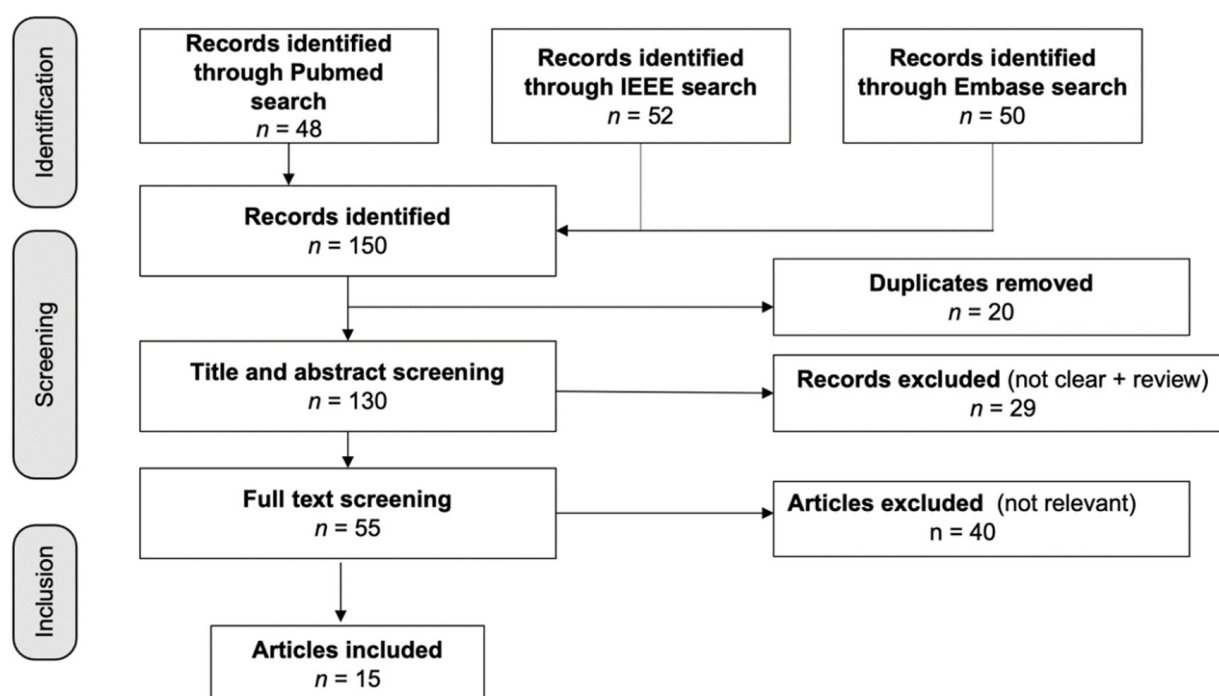 Identification
Records identified
through Pubmed
search
n = 48
Records identified
through IEEE search
n = 52
Records identified
through Embase search
n = 50
Records identified
n = 150
Screening
Duplicates removed
n = 20
Title and abstract screening
n = 130
Records excluded (not clear + review)
n = 29
Full text screening
n = 55
Articles excluded (not relevant)
n = 40
Inclusion
Articles included
n = 15